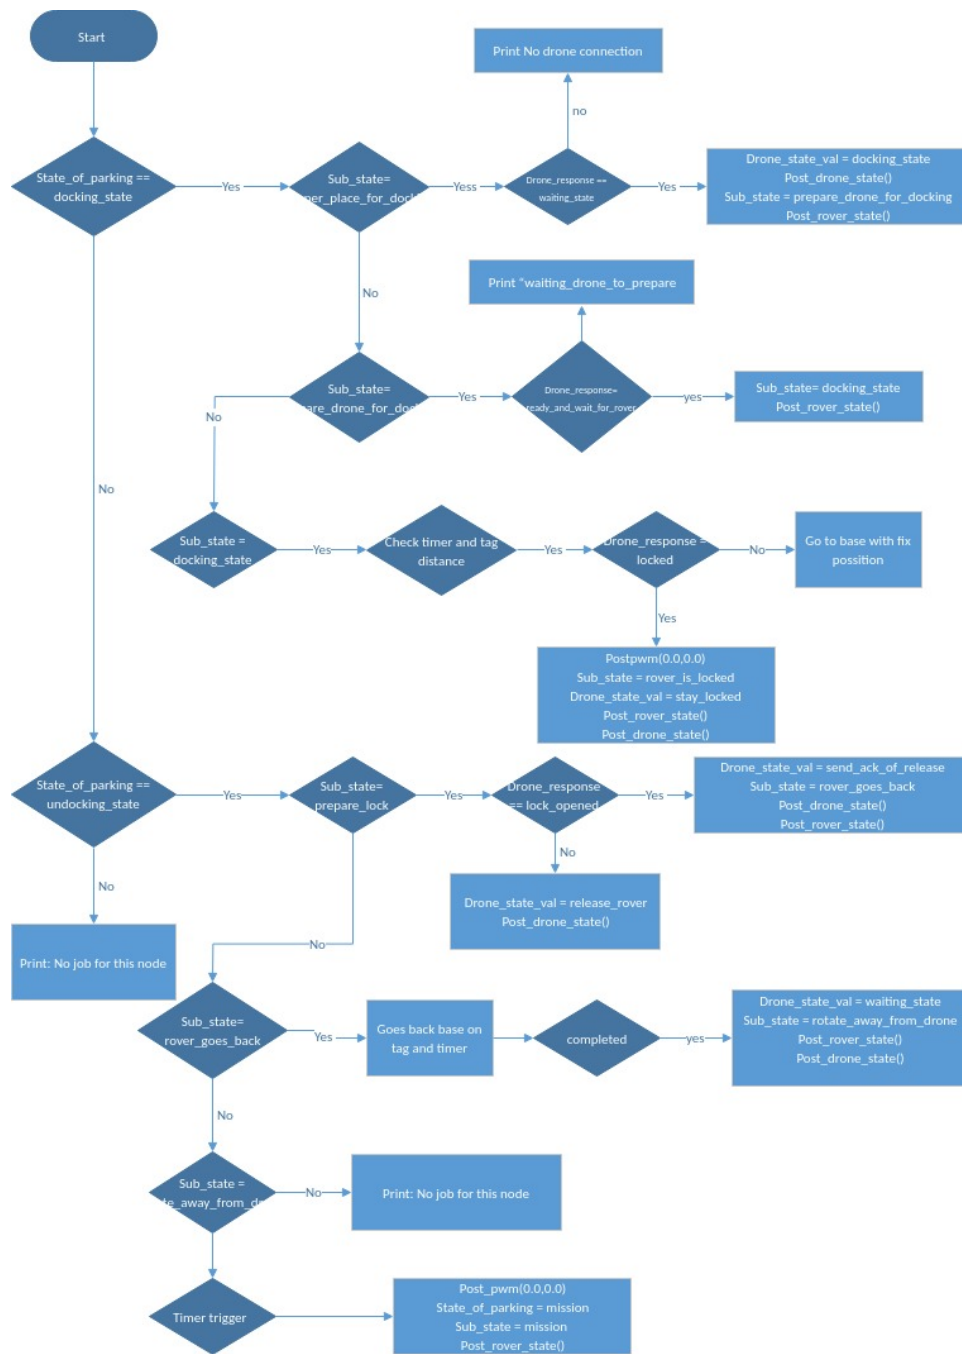 Start
Print No drone connection
no
State_of_parking ==
docking_state
Yes
Sub_state=
Yess
Drone_response ==
waiting_state
Yes
Drone_state_val = docking_state
Post_drone_state()
Sub_state = prepare_drone_for_docking
Post_rover_state()
No
Print "waiting_drone_to_prepare
Sub_state=
Yes
Drone_response=
ready_and_wait_for_rover
yes
Sub_state= docking_state
Post_rover_state()
No
No
Sub_state =
docking_state
Yes
Check timer and tag
distance
Yes
Drone_response =
locked
No
Go to base with fix
possition
Yes
Postpwm(0.0,0.0)
Sub_state = rover_is_locked
Drone_state_val = stay_locked
Post_rover_state()
Post_drone_state()
State_of_parking ==
undocking_state
Yes
Sub_state=
prepare_lock
Yes
Drone_response
== lock_opened
Yes
Drone_state_val = send_ack_of_release
Sub_state = rover_goes_back
Post_drone_state()
Post_rover_state()
No
No
Drone_state_val = release_rover
Post_drone_state()
Print: No job for this node
No
Sub_state=
rover_goes_back
Yes
Goes back base on
tag and timer
completed
yes
Drone_state_val = waiting_state
Sub_state = rotate_away_from_drone
Post_rover_state()
Post_drone_state()
No
Sub_state =
No
Print: No job for this node
Timer trigger
Post_pwm(0.0,0.0)
State_of_parking = mission
Sub_state = mission
Post_rover_state()